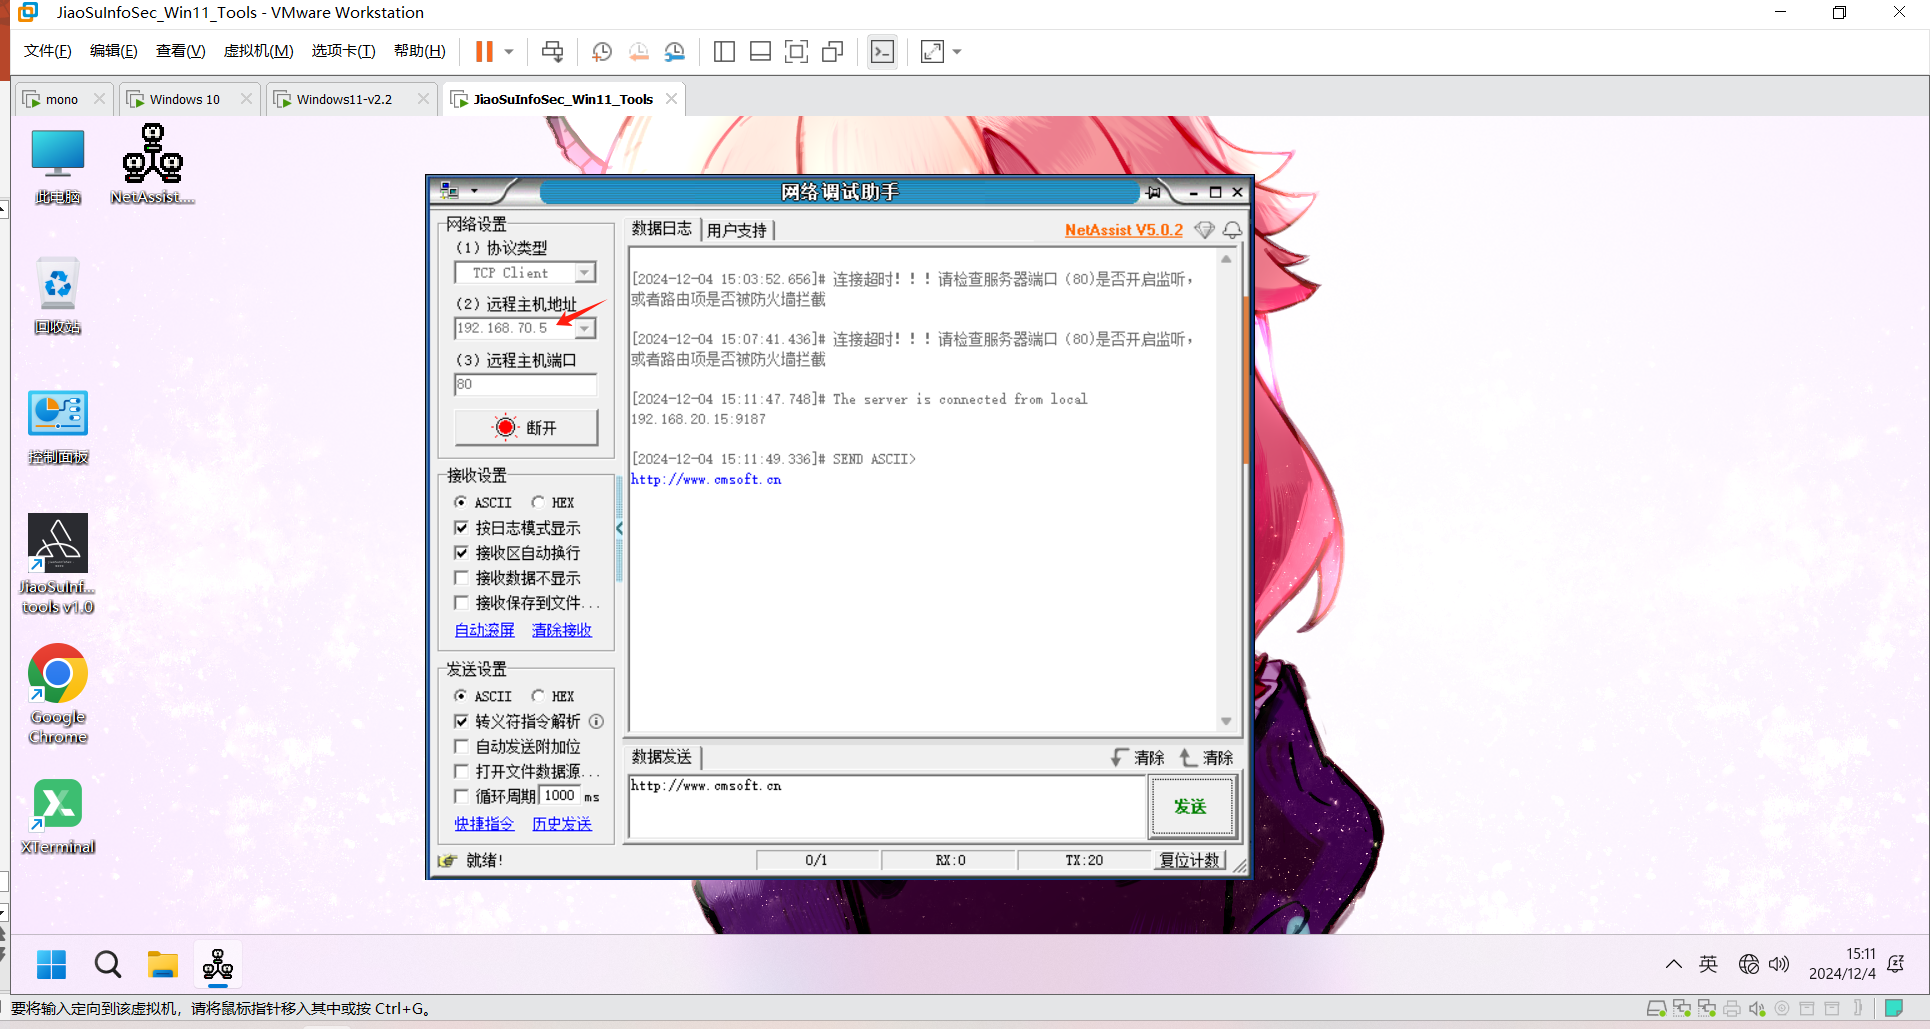 JiaoSuInfoSec_Win11_Tools - VMware Workstation
文件(F) 编辑(E) 查看(V) 虚拟机(M) 选项卡(T) 帮助(H)
mono
Windows 10
Windows11-v2.2
JiaoSuInfoSec_Win11_Tools
此电脑
NetAssist....
回收站
控制面板
JiaoSuInf...
tools v1.0
Google
Chrome
XTerminal
网络调试助手
网络设置
(1) 协议类型
TCP Client
(2) 远程主机地址
192.168.70.5
(3) 远程主机端口
80
断开
接收设置
ASCII HEX
按日志模式显示
接收区自动换行
接收数据不显示
接收保存到文件...
自动滚屏 清除接收
发送设置
ASCII HEX
转义符指令解析
自动发送附加位
打开文件数据源...
循环周期 1000 ms
快捷指令 历史发送
数据日志 用户支持
NetAssist V5.0.2
[2024-12-04 15:03:52.656]# 连接超时！！！请检查服务器端口 (80)是否开启监听，
或者路由项是否被防火墙拦截
[2024-12-04 15:07:41.436]# 连接超时！！！请检查服务器端口 (80)是否开启监听，
或者路由项是否被防火墙拦截
[2024-12-04 15:11:47.748]# The server is connected from local
192.168.20.15:9187
[2024-12-04 15:11:49.336]# SEND ASCII>
http://www.cmsoft.cn
数据发送 清除 清除
http://www.cmsoft.cn
发送
就绪!
0/1
RX:0
TX:20
复位计数
英
15:11
2024/12/4
要将输入定向到该虚拟机，请将鼠标指针移入其中或按 Ctrl+G。